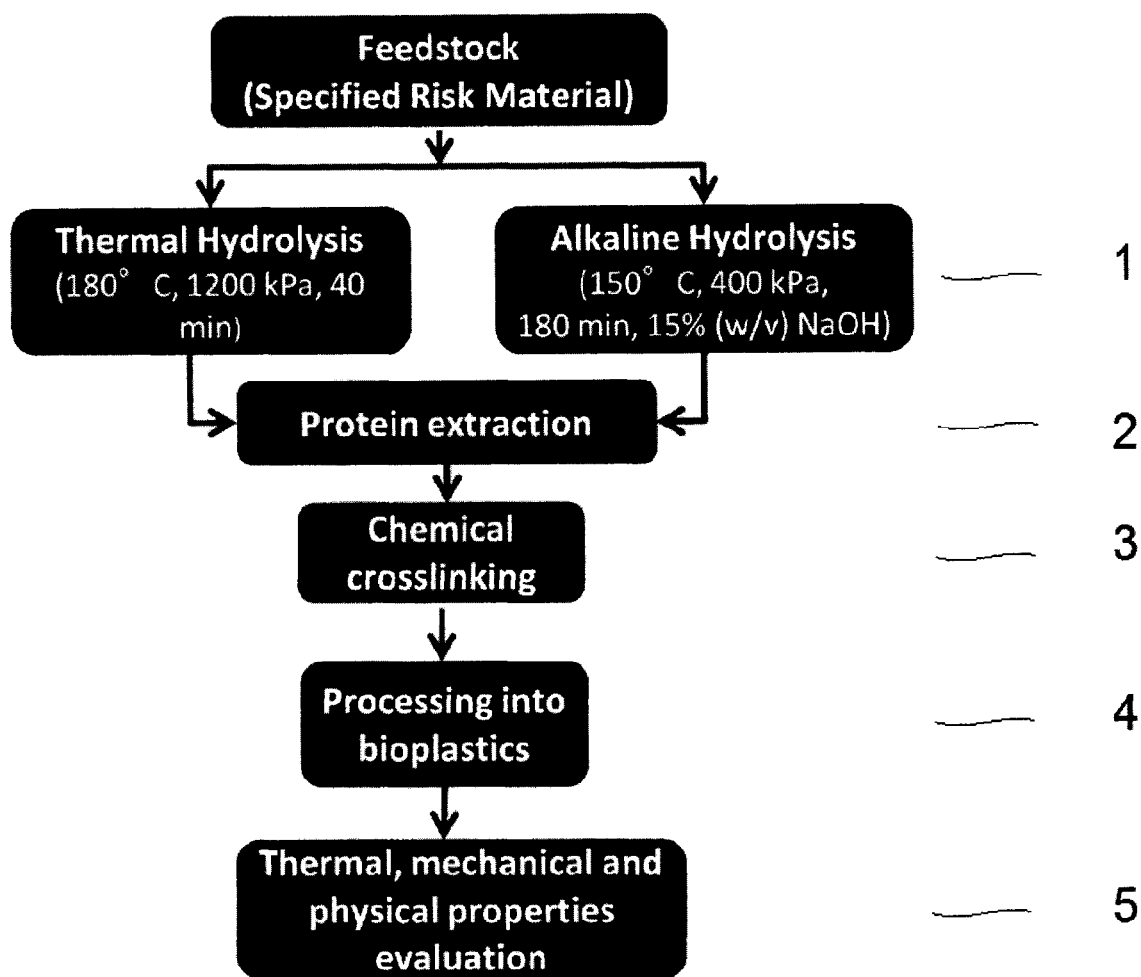 Feedstock
(Specified Risk Material)
Thermal Hydrolysis
(180° C, 1200 kPa, 40
min)
Alkaline Hydrolysis
(150° C, 400 kPa,
180 min, 15% (w/v) NaOH)
1
Protein extraction
2
Chemical
crosslinking
3
Processing into
bioplastics
4
Thermal, mechanical and
physical properties
evaluation
5